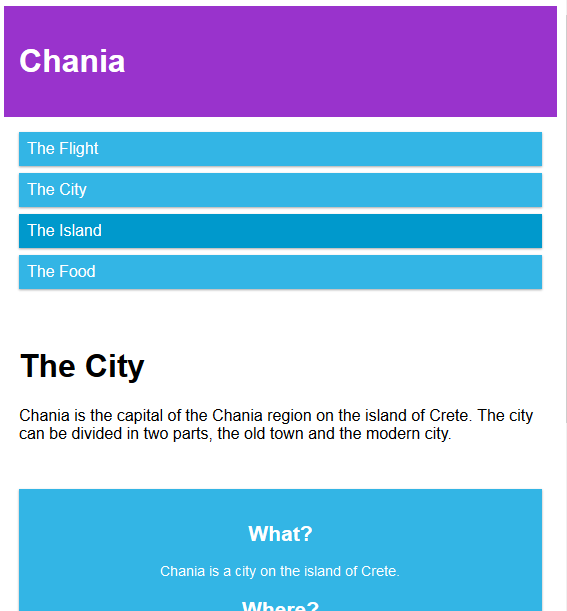 Chania
The Flight
The City
The Island
The Food
The City
Chania is the capital of the Chania region on the island of Crete. The city
can be divided in two parts, the old town and the modern city.
What?
Chania is a city on the island of Crete.
Where?